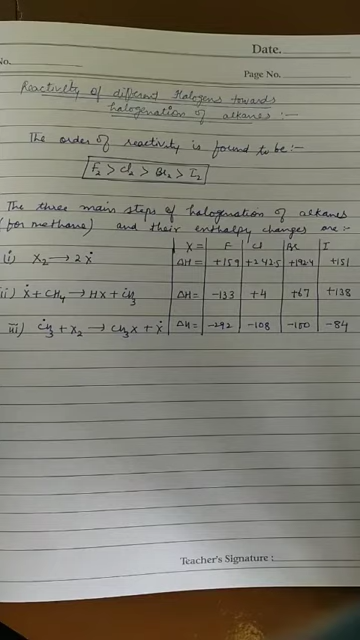 Date.
No.
Page No.
Reactivity of different Halogens towards
halogenation of alkanes :-
The order of reactivity is found to be:-
F₂ > Cl₂ > Br₂ > I₂
The three main steps of halogenation of alkanes
(for methane) and their enthalpy changes are:-
X = F Cl Br I
i) X₂ → 2Ẋ ΔH = +159 +242.5 +192.4 +151
ii) Ẋ + CH₄ → HX + ĊH₃ ΔH = -133 +4 +67 +138
iii) ĊH₃ + X₂ → CH₃X + Ẋ ΔH = -292 -108 -100 -84
Teacher's Signature :